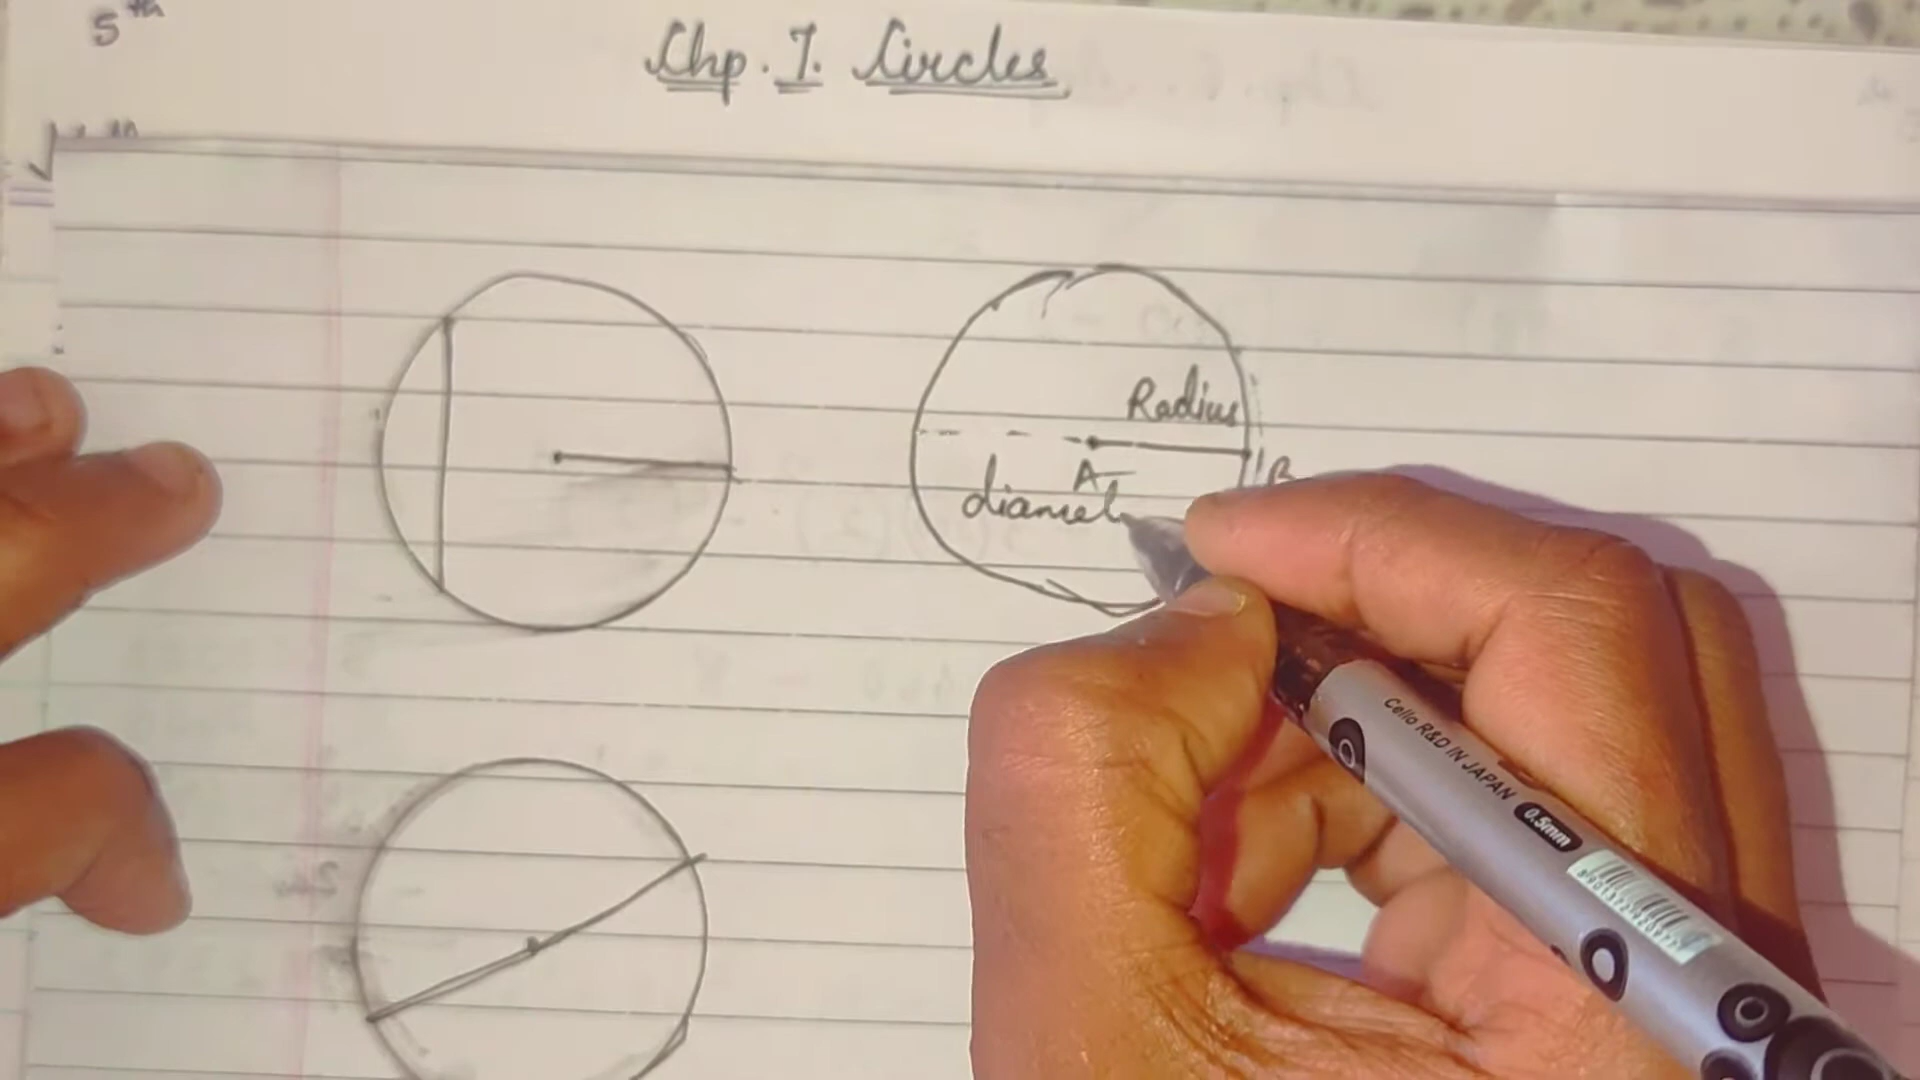 5th
Chp. 7. Circles
Radius
A
B
diamet
Cello R&D IN JAPAN 0.5mm